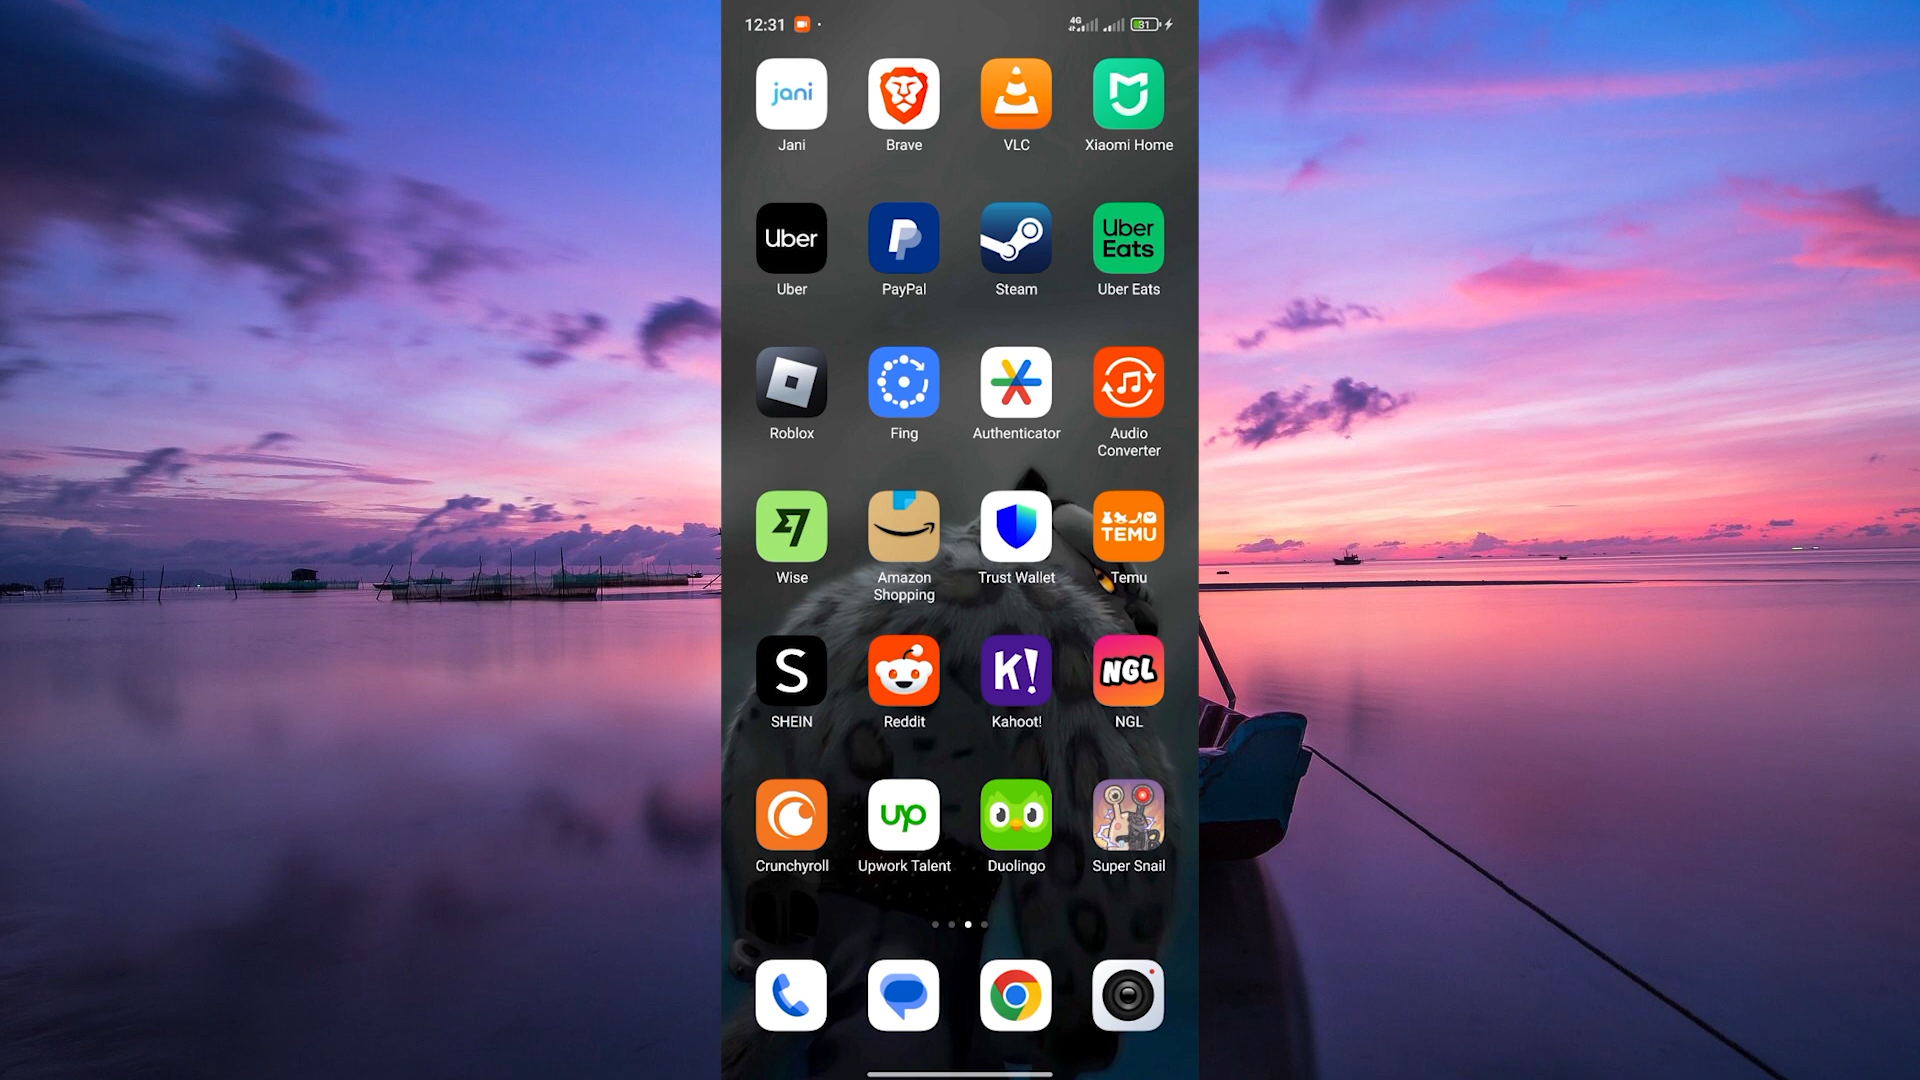 12:31
4G
31
jani
Jani
Brave
VLC
Xiaomi Home
Uber
Uber
Eats
Uber
PayPal
Steam
Uber Eats
Roblox
Fing
Authenticator
Audio
Converter
TEMU
Wise
Amazon
Shopping
Trust Wallet
Temu
S
K!
NGL
SHEIN
Reddit
Kahoot!
NGL
up
Crunchyroll
Upwork Talent
Duolingo
Super Snail